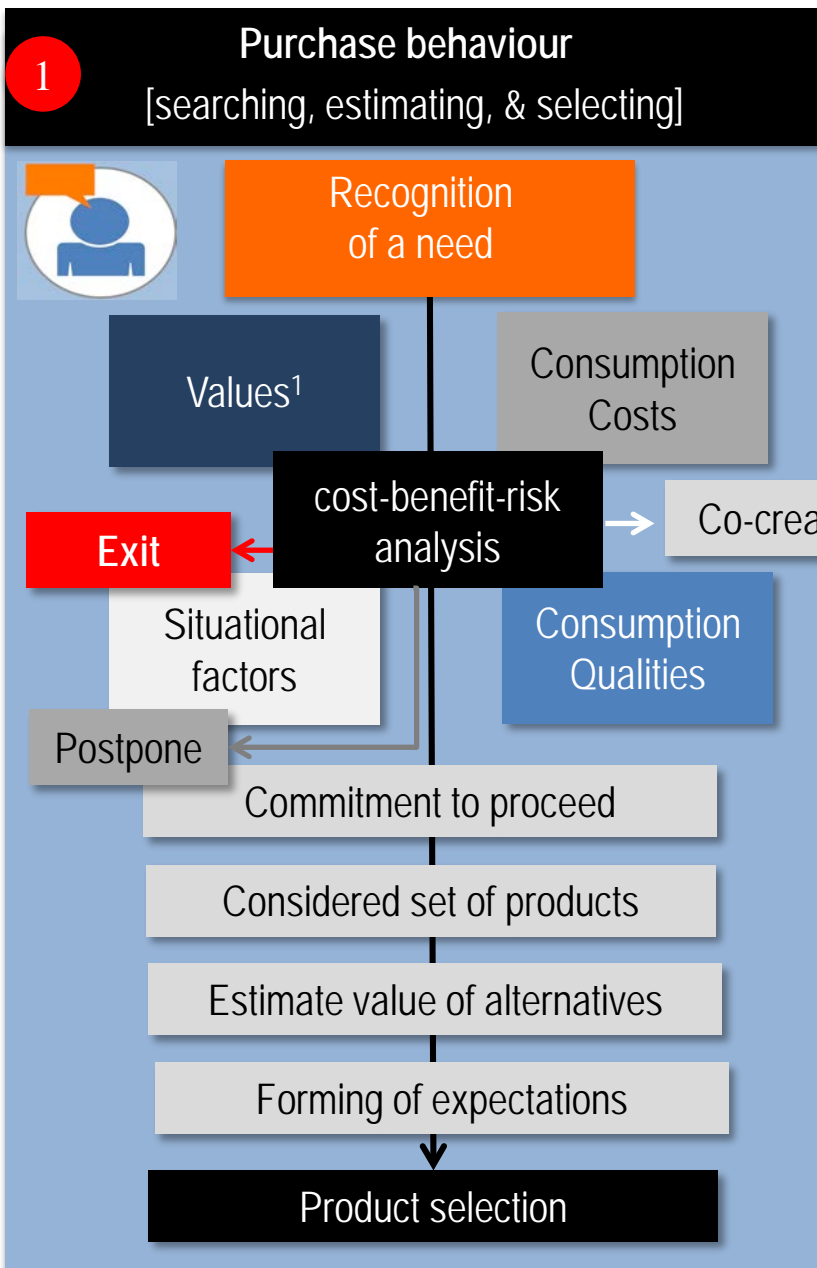 1
Purchase behaviour
[searching, estimating, & selecting]
Recognition
of a need
Values¹
Consumption
Costs
cost-benefit-risk
analysis
Exit
Co-crea
Situational
factors
Consumption
Qualities
Postpone
Commitment to proceed
Considered set of products
Estimate value of alternatives
Forming of expectations
Product selection